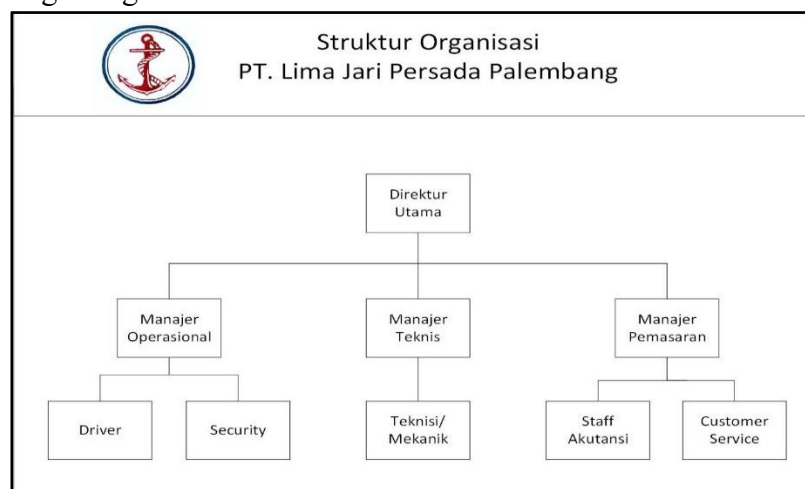 Struktur Organisasi
PT. Lima Jari Persada Palembang
Direktur
Utama
Manajer
Operasional
Manajer
Teknis
Manajer
Pemasaran
Driver
Security
Teknisi/
Mekanik
Staff
Akutansi
Customer
Service